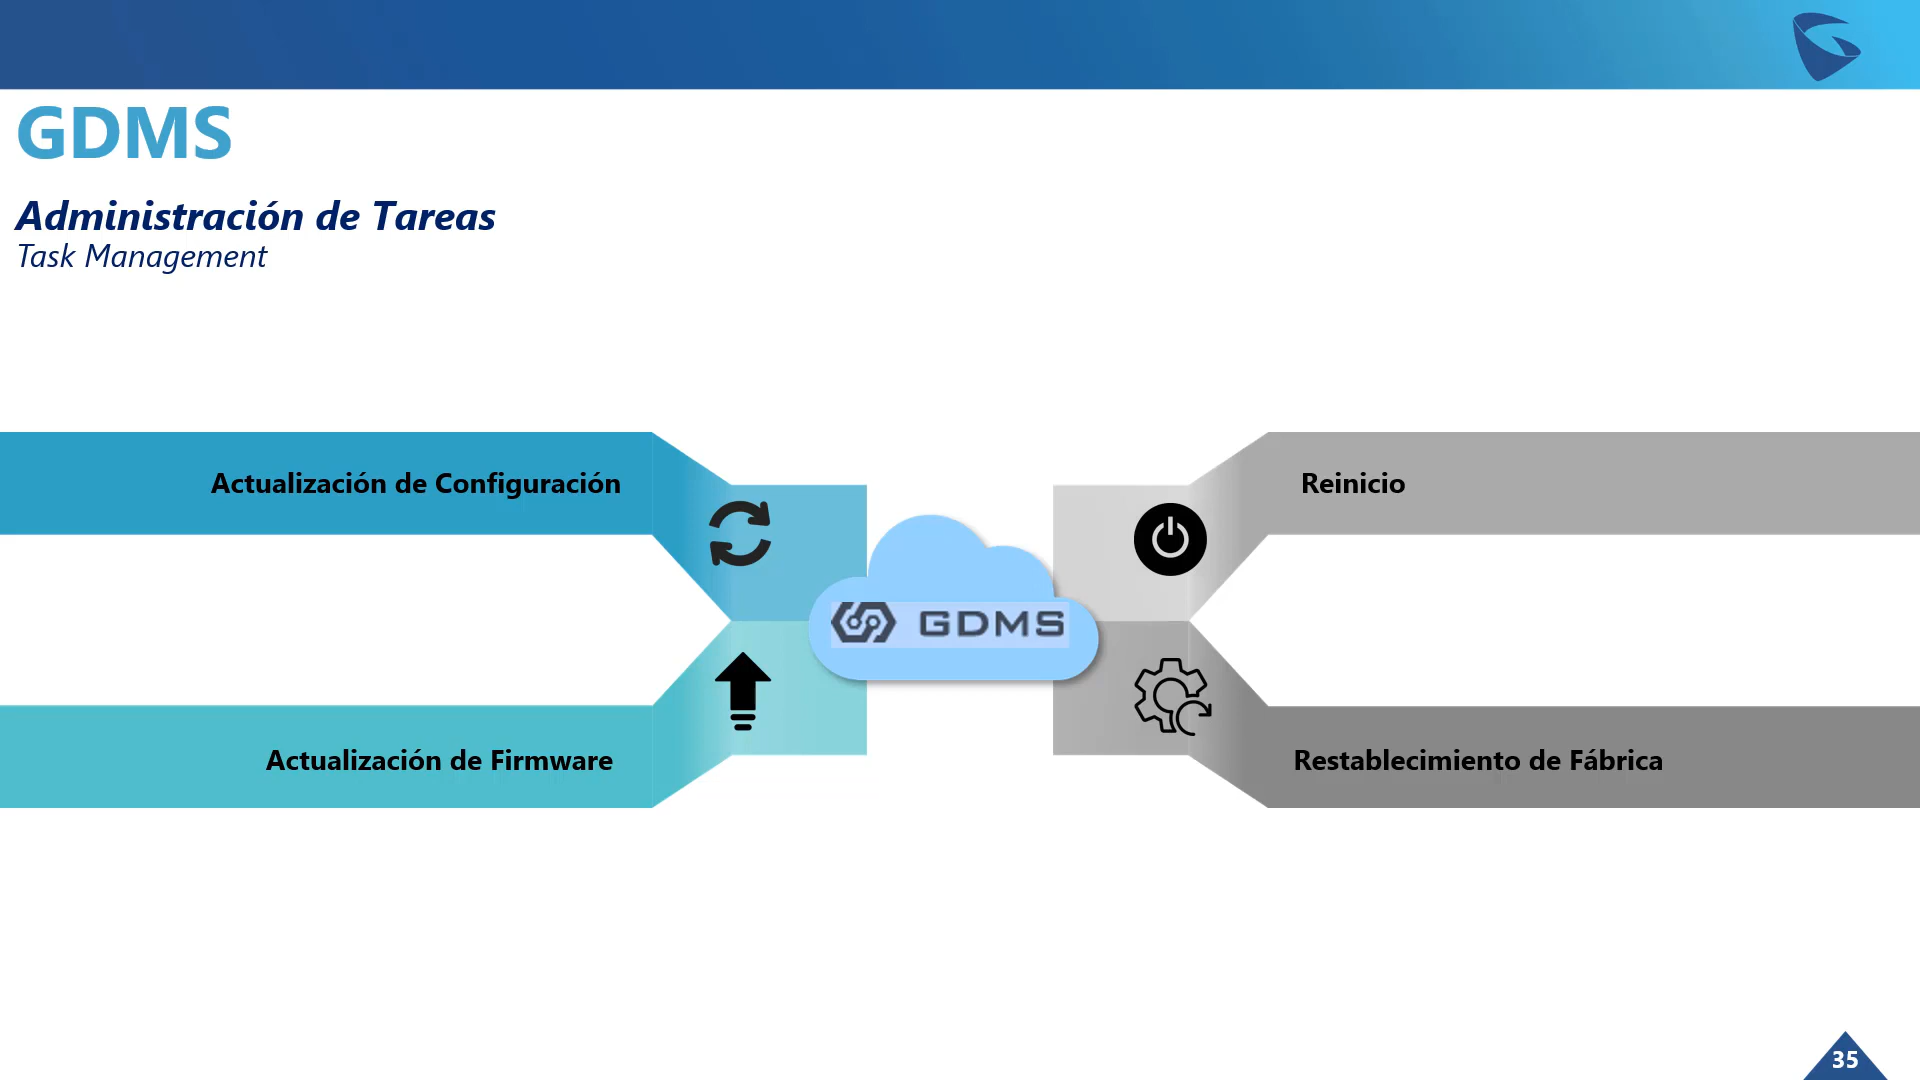 GDMS
Administración de Tareas
Task Management
Actualización de Configuración
Reinicio
GDMS
Actualización de Firmware
Restablecimiento de Fábrica
35